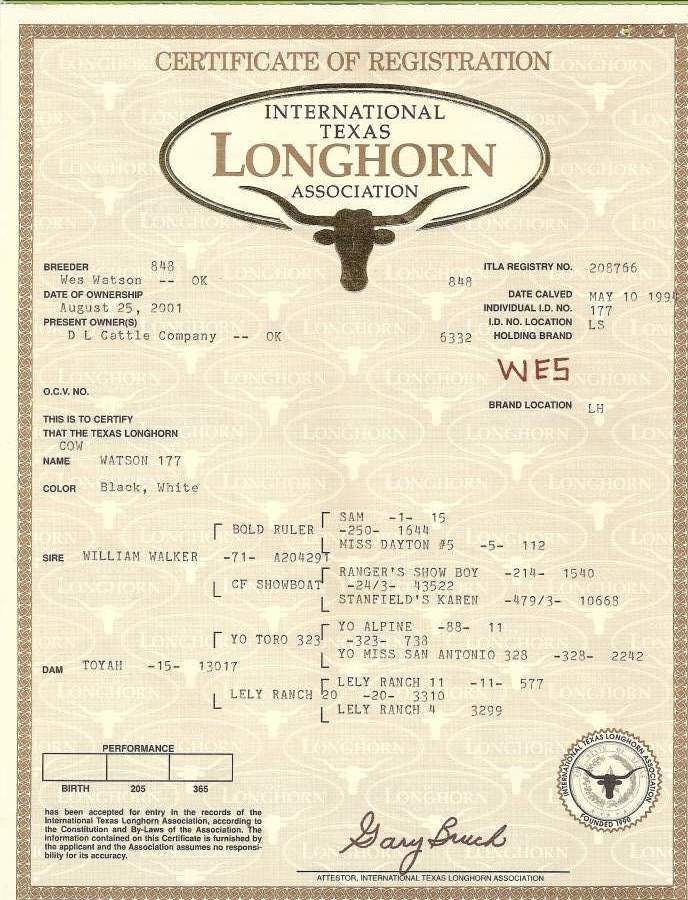 CERTIFICATE OF REGISTRATION
INTERNATIONAL
TEXAS
LONGHORN
ASSOCIATION
BREEDER 848
Wes Watson -- OK 848
DATE OF OWNERSHIP
August 25, 2001
PRESENT OWNER(S)
D L Cattle Company -- OK 6332
ITLA REGISTRY NO. 208766
DATE CALVED MAY 10 1994
INDIVIDUAL I.D. NO. 177
I.D. NO. LOCATION LS
HOLDING BRAND
WES
O.C.V. NO.
BRAND LOCATION LH
THIS IS TO CERTIFY
THAT THE TEXAS LONGHORN
COW
NAME WATSON 177
COLOR Black, White
SAM -1- 15
BOLD RULER -250- 1644
MISS DAYTON #5 -5- 112
SIRE WILLIAM WALKER -71- A204291
RANGER'S SHOW BOY -214- 1540
CF SHOWBOAT -24/3- 43522
STANFIELD'S KAREN -479/3- 10668
YO ALPINE -88- 11
YO TORO 323 -323- 738
YO MISS SAN ANTONIO 328 -328- 2242
DAM TOYAH -15- 13017
LELY RANCH 11 -11- 577
LELY RANCH 20 -20- 3310
LELY RANCH 4 3299
PERFORMANCE
BIRTH 205 365
has been accepted for entry in the records of the
International Texas Longhorn Association, according to
the Constitution and By-Laws of the Association. The
information contained on this Certificate is furnished by
the applicant and the Association assumes no responsi-
bility for its accuracy.
INTERNATIONAL TEXAS LONGHORN ASSOCIATION
FOUNDED 1990
Gary Bruch
ATTESTOR, INTERNATIONAL TEXAS LONGHORN ASSOCIATION